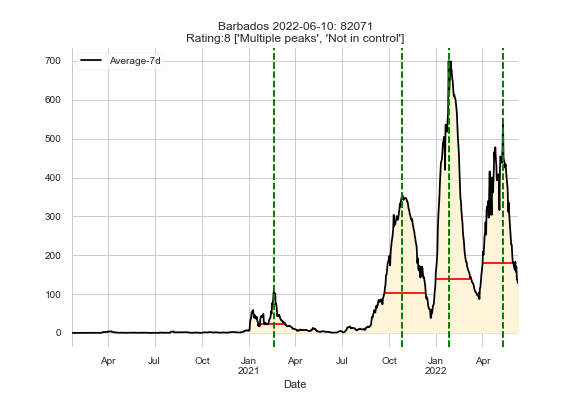 Barbados 2022-06-10: 82071
Rating:8 ['Multiple peaks', 'Not in control']
Average-7d
700
600
500
400
300
200
100
0
Apr Jul Oct Jan Apr Jul Oct Jan Apr
2021 2022
Date